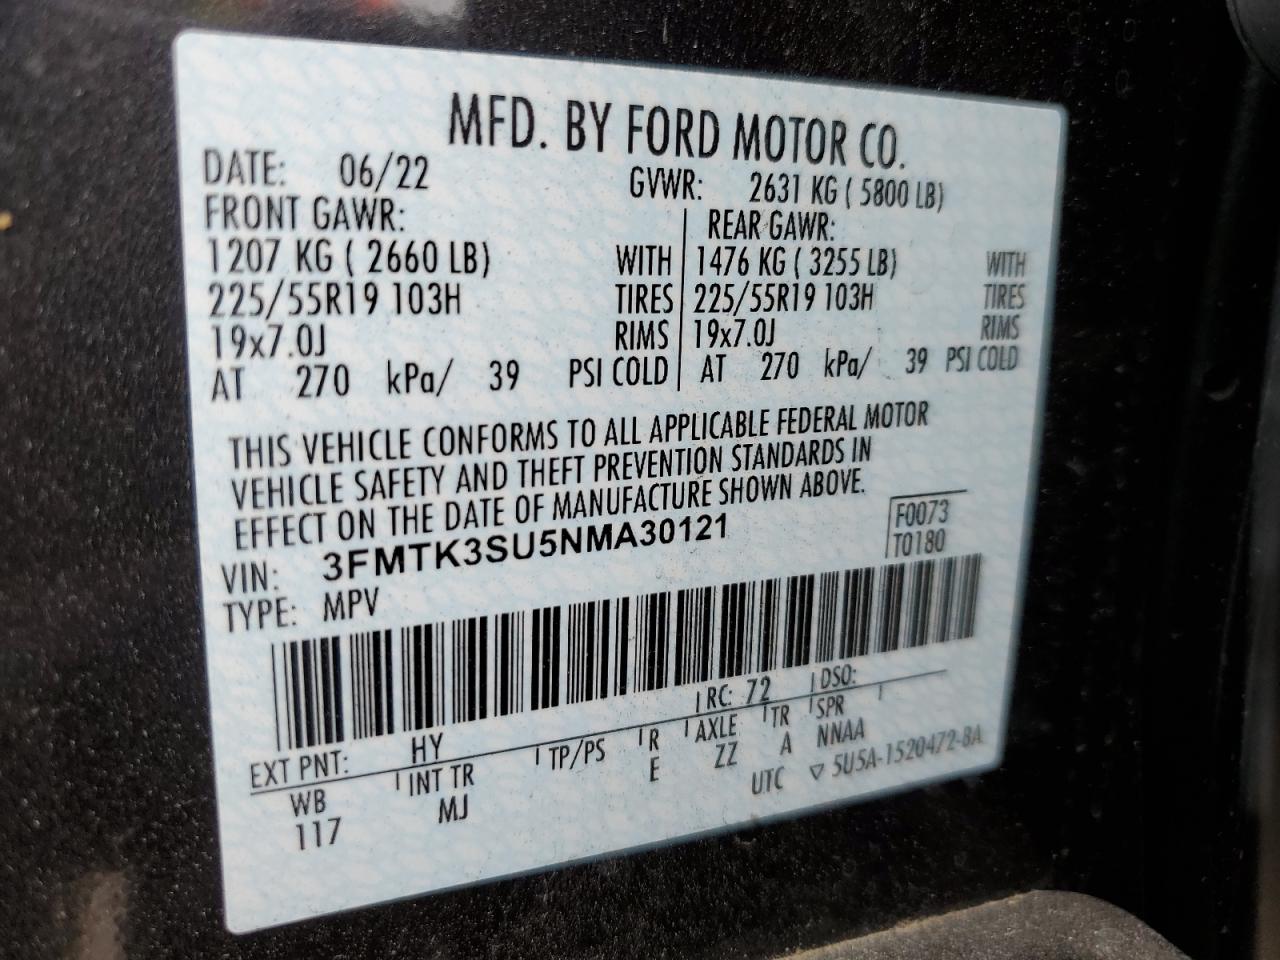 MFD. BY FORD MOTOR CO.
DATE: 06/22 GVWR: 2631 KG ( 5800 LB)
FRONT GAWR: REAR GAWR:
1207 KG ( 2660 LB) WITH 1476 KG ( 3255 LB) WITH
225/55R19 103H TIRES 225/55R19 103H TIRES
19x7.0J RIMS 19x7.0J RIMS
AT 270 kPa/ 39 PSI COLD AT 270 kPa/ 39 PSI COLD
THIS VEHICLE CONFORMS TO ALL APPLICABLE FEDERAL MOTOR
VEHICLE SAFETY AND THEFT PREVENTION STANDARDS IN
EFFECT ON THE DATE OF MANUFACTURE SHOWN ABOVE.
F0073
VIN: 3FMTK3SU5NMA30121 T0180
TYPE: MPV
RC: 72 DSO:
EXT PNT: HY
WB INT TR TP/PS R AXLE TR SPR
117 MJ E ZZ A NNAA
UTC ▽ 5U5A-1520472-BA